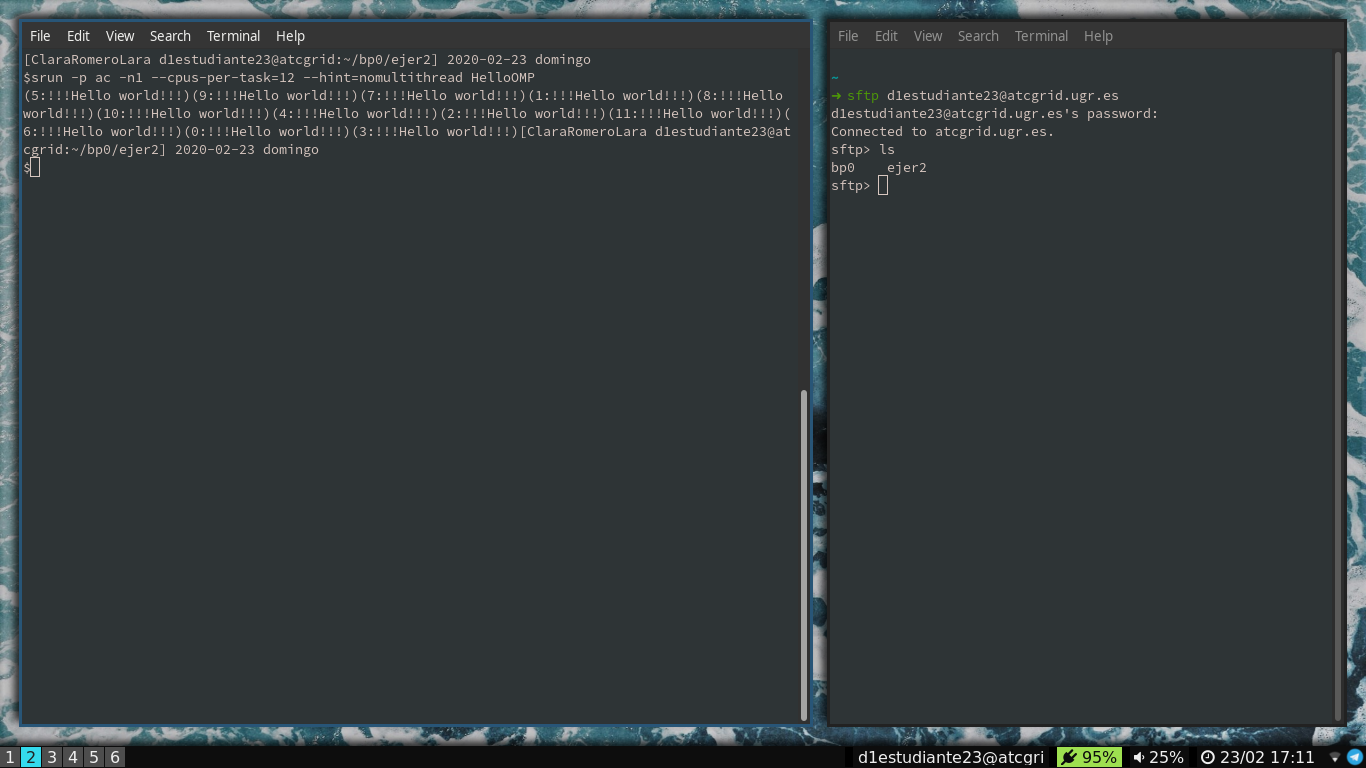 File Edit View Search Terminal Help
[ClaraRomeroLara d1estudiante23@atcgrid:~/bp0/ejer2] 2020-02-23 domingo
$srun -p ac -n1 --cpus-per-task=12 --hint=nomultithread HelloOMP
(5:!!!Hello world!!!)(9:!!!Hello world!!!)(7:!!!Hello world!!!)(1:!!!Hello world!!!)(8:!!!Hello
world!!!)(10:!!!Hello world!!!)(4:!!!Hello world!!!)(2:!!!Hello world!!!)(11:!!!Hello world!!!)(
6:!!!Hello world!!!)(0:!!!Hello world!!!)(3:!!!Hello world!!!)[ClaraRomeroLara d1estudiante23@at
cgrid:~/bp0/ejer2] 2020-02-23 domingo
$
File Edit View Search Terminal Help
~
➜ sftp d1estudiante23@atcgrid.ugr.es
d1estudiante23@atcgrid.ugr.es's password:
Connected to atcgrid.ugr.es.
sftp> ls
bp0 ejer2
sftp>
1 2 3 4 5 6 d1estudiante23@atcgri 95% 25% 23/02 17:11